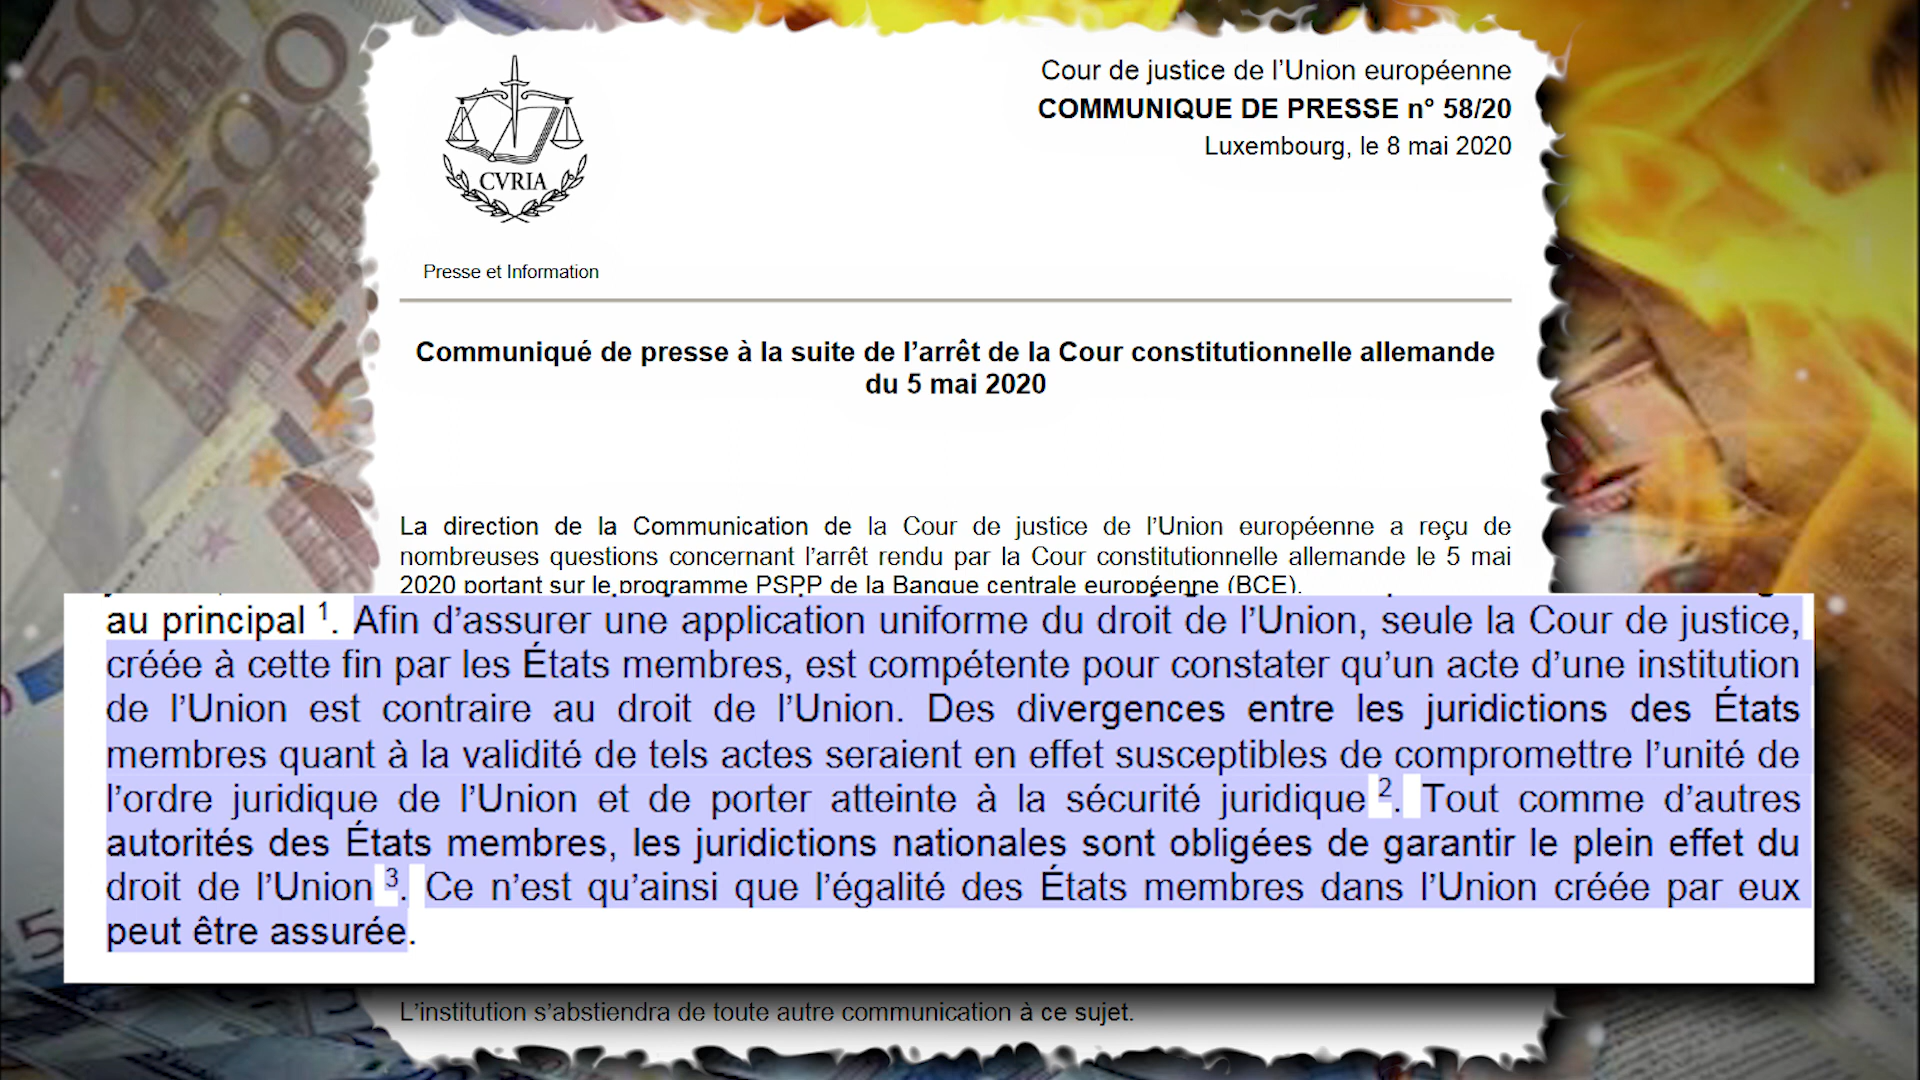 Cour de justice de l’Union européenne
COMMUNIQUE DE PRESSE n° 58/20
Luxembourg, le 8 mai 2020
CVRIA
Presse et Information
Communiqué de presse à la suite de l’arrêt de la Cour constitutionnelle allemande
du 5 mai 2020
La direction de la Communication de la Cour de justice de l’Union européenne a reçu de
nombreuses questions concernant l’arrêt rendu par la Cour constitutionnelle allemande le 5 mai
2020 portant sur le programme PSPP de la Banque centrale européenne (BCE).
au principal ¹. Afin d’assurer une application uniforme du droit de l’Union, seule la Cour de justice,
créée à cette fin par les États membres, est compétente pour constater qu’un acte d’une institution
de l’Union est contraire au droit de l’Union. Des divergences entre les juridictions des États
membres quant à la validité de tels actes seraient en effet susceptibles de compromettre l’unité de
l’ordre juridique de l’Union et de porter atteinte à la sécurité juridique ². Tout comme d’autres
autorités des États membres, les juridictions nationales sont obligées de garantir le plein effet du
droit de l’Union ³. Ce n’est qu’ainsi que l’égalité des États membres dans l’Union créée par eux
peut être assurée.
L’institution s’abstiendra de toute autre communication à ce sujet.
500
5